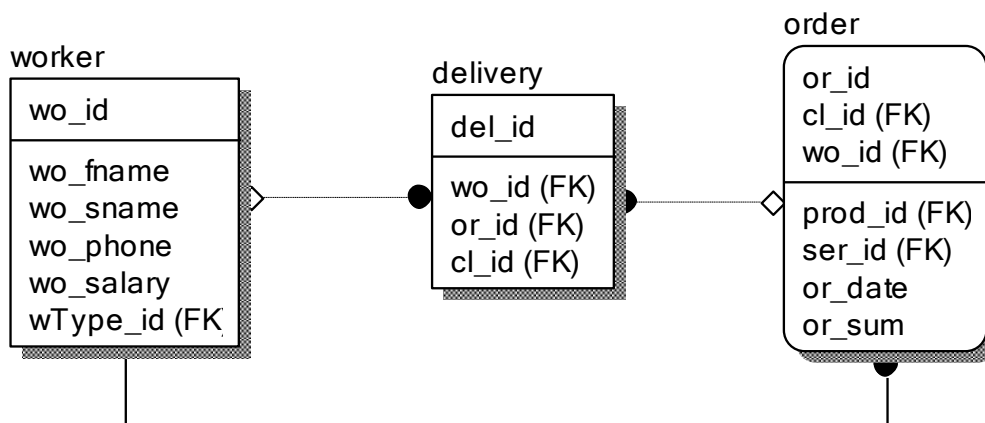 worker
wo_id
wo_fname
wo_sname
wo_phone
wo_salary
wType_id (FK)
delivery
del_id
wo_id (FK)
or_id (FK)
cl_id (FK)
order
or_id
cl_id (FK)
wo_id (FK)
prod_id (FK)
ser_id (FK)
or_date
or_sum